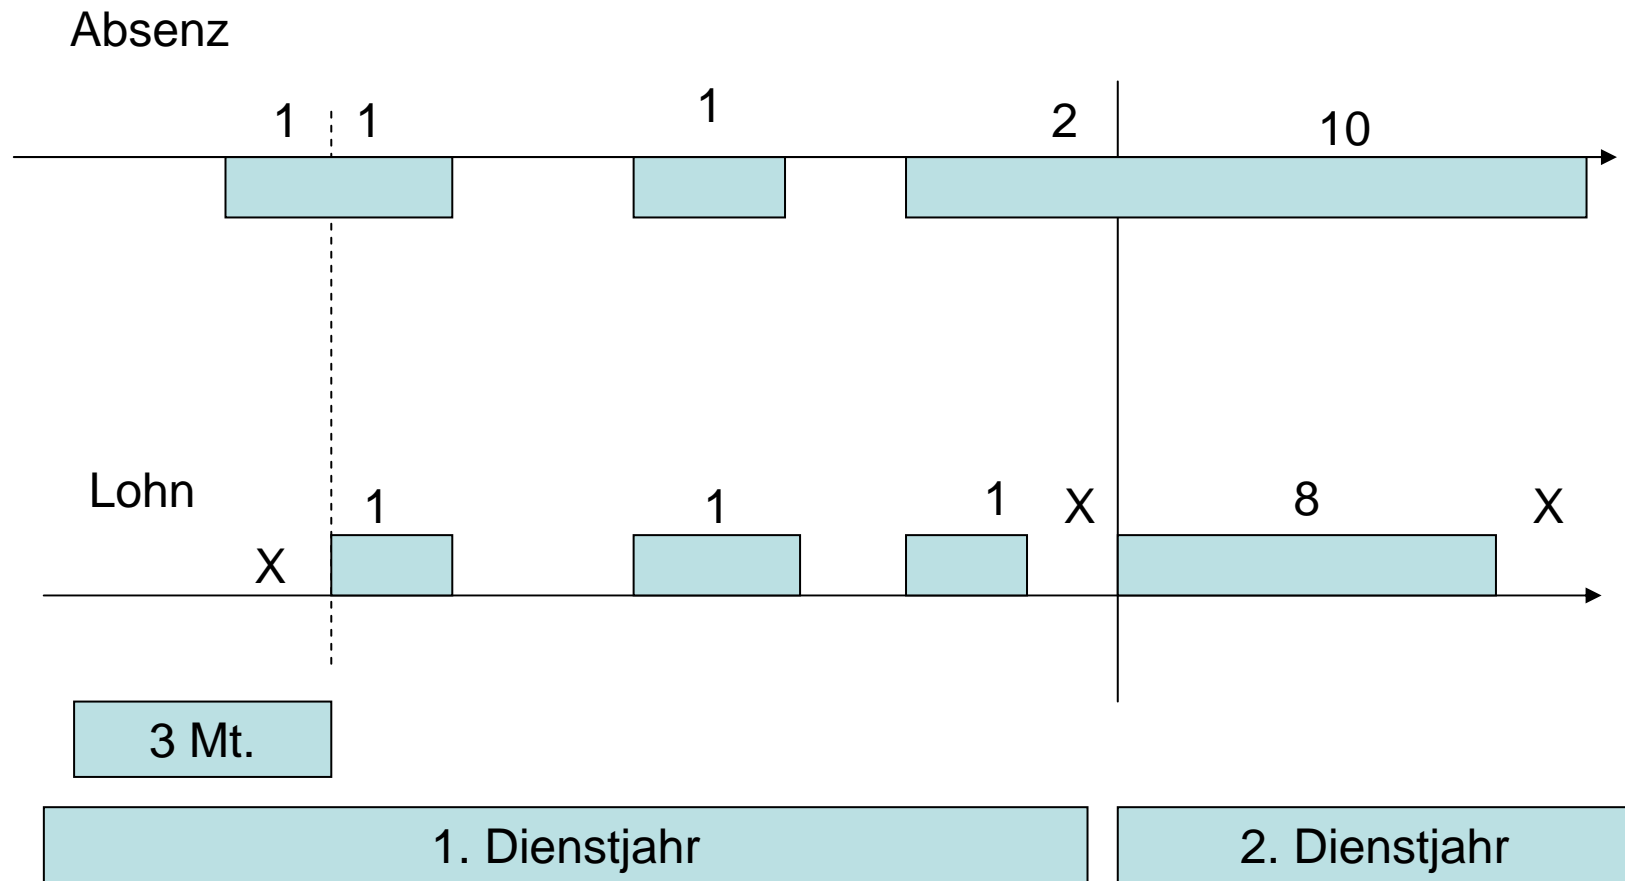 Absenz
1 1 1 2 10
Lohn
X 1 1 1 X 8 X
3 Mt.
1. Dienstjahr 2. Dienstjahr